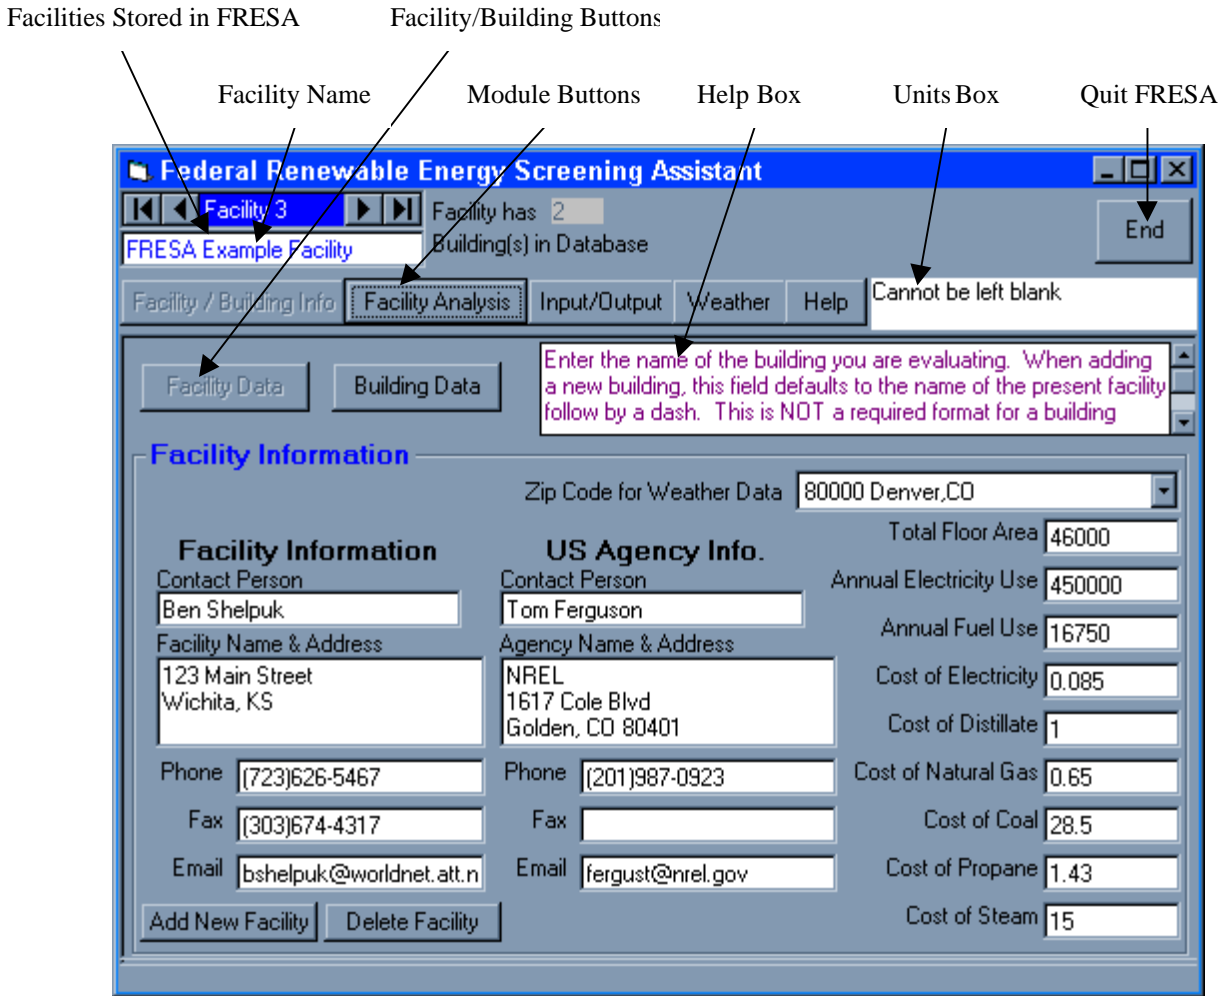 Facilities Stored in FRESA
Facility/Building Buttons
Facility Name
Module Buttons
Help Box
Units Box
Quit FRESA
Federal Renewable Energy Screening Assistant
Facility 3
Facility has 2
Building(s) in Database
FRESA Example Facility
End
Facility / Building Info
Facility Analysis
Input/Output
Weather
Help
Cannot be left blank
Facility Data
Building Data
Enter the name of the building you are evaluating. When adding
a new building, this field defaults to the name of the present facility
follow by a dash. This is NOT a required format for a building
Facility Information
Zip Code for Weather Data 80000 Denver,CO
Facility Information
Contact Person
Ben Shelpuk
Facility Name & Address
123 Main Street
Wichita, KS
Phone (723)626-5467
Fax (303)674-4317
Email bshelpuk@worldnet.att.n
Add New Facility
Delete Facility
US Agency Info.
Contact Person
Tom Ferguson
Agency Name & Address
NREL
1617 Cole Blvd
Golden, CO 80401
Phone (201)987-0923
Fax
Email fergust@nrel.gov
Total Floor Area 46000
Annual Electricity Use 450000
Annual Fuel Use 16750
Cost of Electricity 0.085
Cost of Distillate 1
Cost of Natural Gas 0.65
Cost of Coal 28.5
Cost of Propane 1.43
Cost of Steam 15